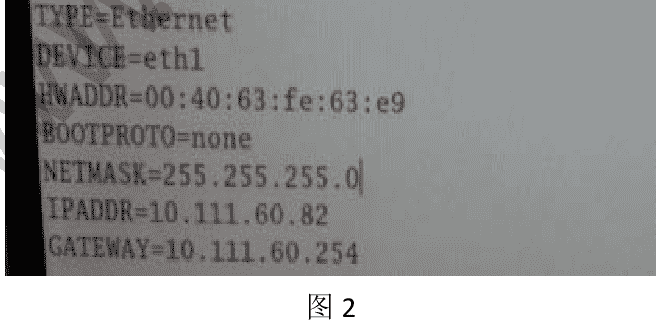 TYPE=Ethernet
DEVICE=eth1
HWADDR=00:40:63:fe:63:e9
BOOTPROTO=none
NETMASK=255.255.255.0
IPADDR=10.111.60.82
GATEWAY=10.111.60.254
图 2